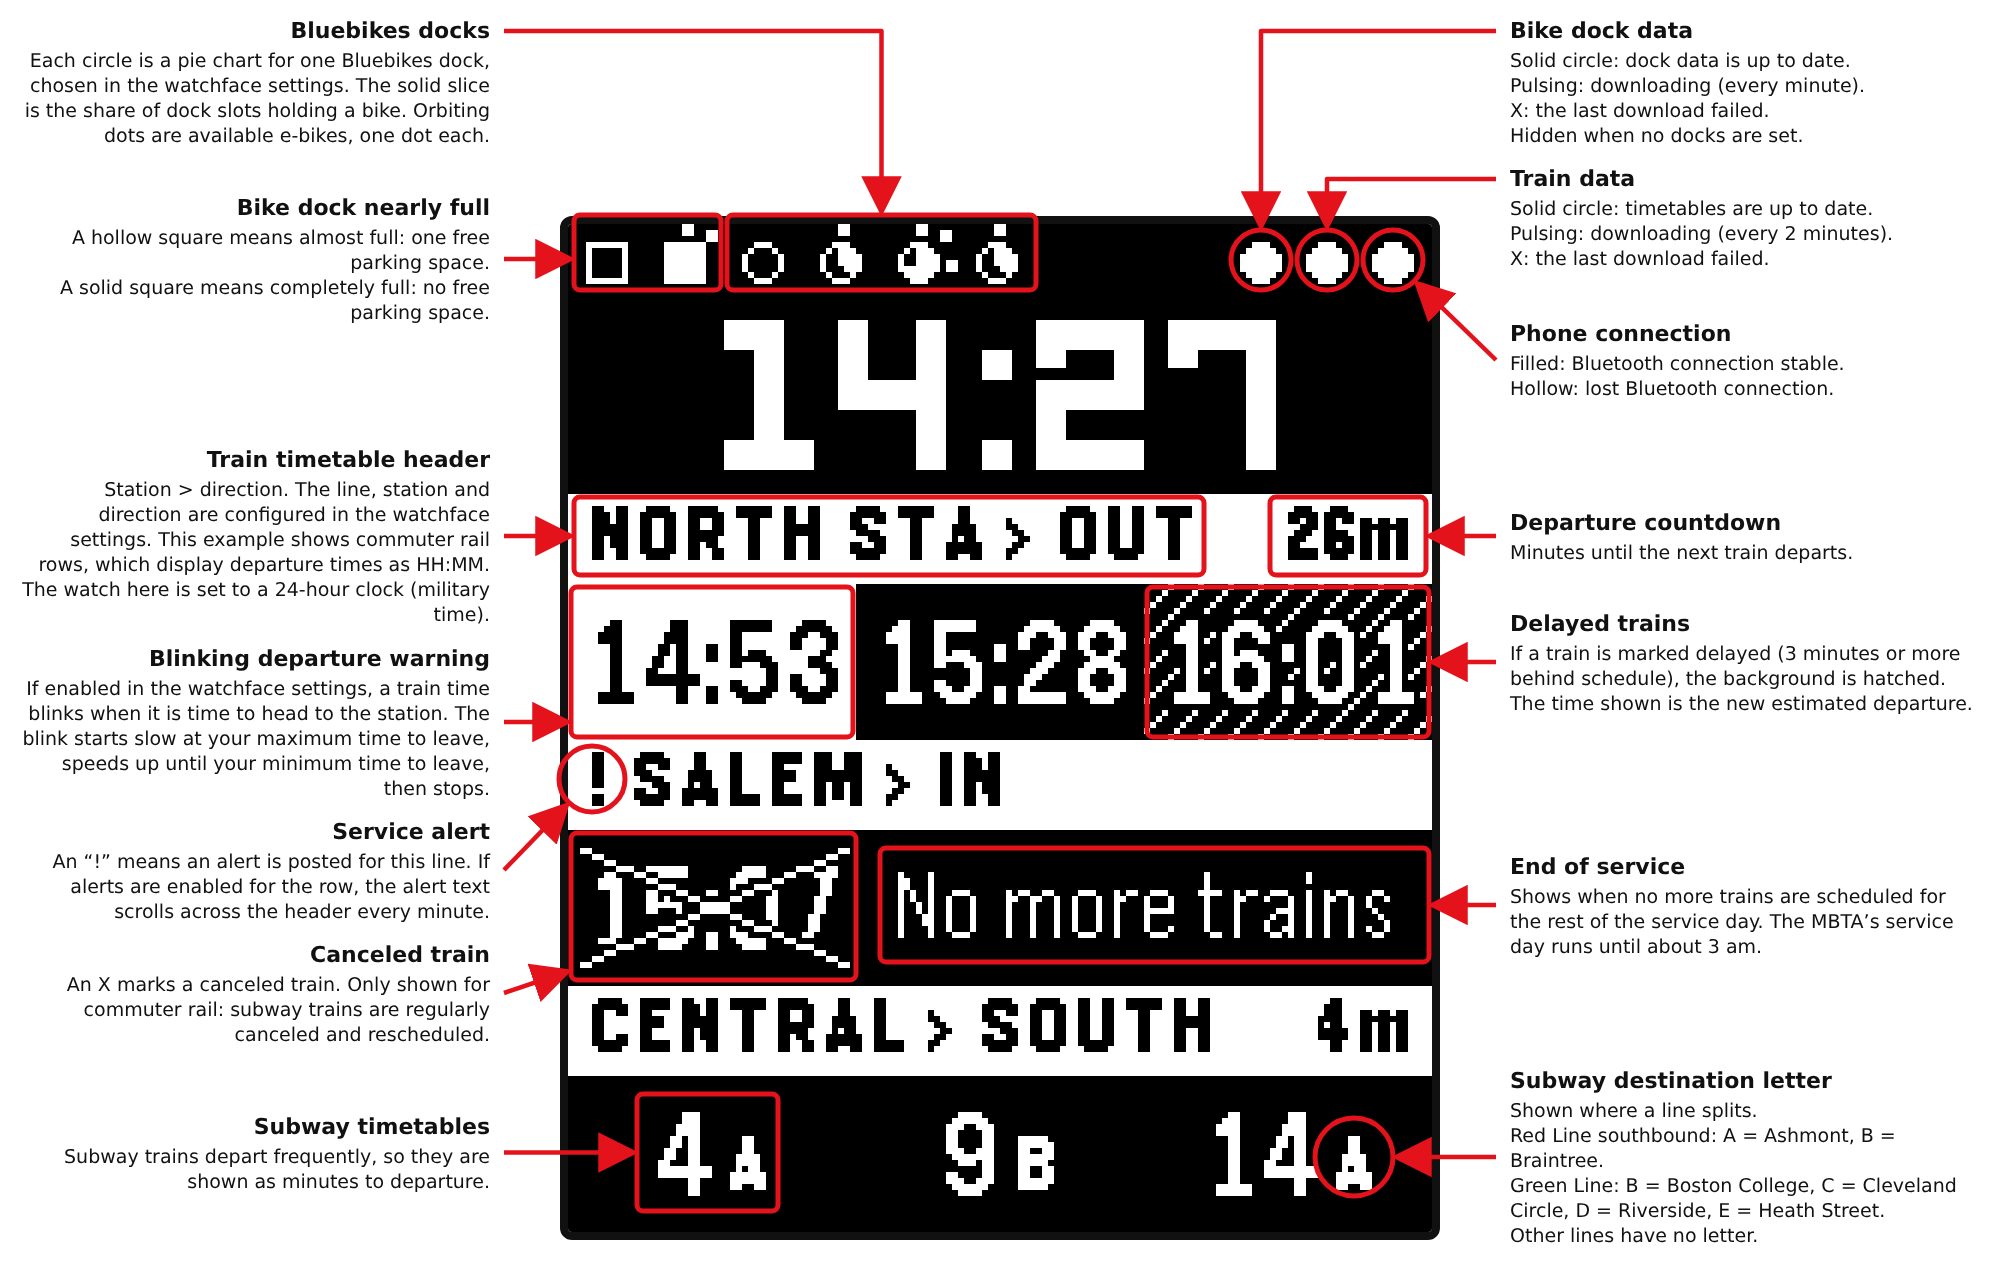 Bluebikes docks
Each circle is a pie chart for one Bluebikes dock,
chosen in the watchface settings. The solid slice
is the share of dock slots holding a bike. Orbiting
dots are available e-bikes, one dot each.
Bike dock nearly full
A hollow square means almost full: one free
parking space.
A solid square means completely full: no free
parking space.
Train timetable header
Station > direction. The line, station and
direction are configured in the watchface
settings. This example shows commuter rail
rows, which display departure times as HH:MM.
The watch here is set to a 24-hour clock (military
time).
Blinking departure warning
If enabled in the watchface settings, a train time
blinks when it is time to head to the station. The
blink starts slow at your maximum time to leave,
speeds up until your minimum time to leave,
then stops.
Service alert
An “!” means an alert is posted for this line. If
alerts are enabled for the row, the alert text
scrolls across the header every minute.
Canceled train
An X marks a canceled train. Only shown for
commuter rail: subway trains are regularly
canceled and rescheduled.
Subway timetables
Subway trains depart frequently, so they are
shown as minutes to departure.
14:27
NORTH STA > OUT 26m
14:53 15:28 16:01
! SALEM > IN
No more trains
CENTRAL > SOUTH 4m
4A 9B 14A
Bike dock data
Solid circle: dock data is up to date.
Pulsing: downloading (every minute).
X: the last download failed.
Hidden when no docks are set.
Train data
Solid circle: timetables are up to date.
Pulsing: downloading (every 2 minutes).
X: the last download failed.
Phone connection
Filled: Bluetooth connection stable.
Hollow: lost Bluetooth connection.
Departure countdown
Minutes until the next train departs.
Delayed trains
If a train is marked delayed (3 minutes or more
behind schedule), the background is hatched.
The time shown is the new estimated departure.
End of service
Shows when no more trains are scheduled for
the rest of the service day. The MBTA’s service
day runs until about 3 am.
Subway destination letter
Shown where a line splits.
Red Line southbound: A = Ashmont, B =
Braintree.
Green Line: B = Boston College, C = Cleveland
Circle, D = Riverside, E = Heath Street.
Other lines have no letter.